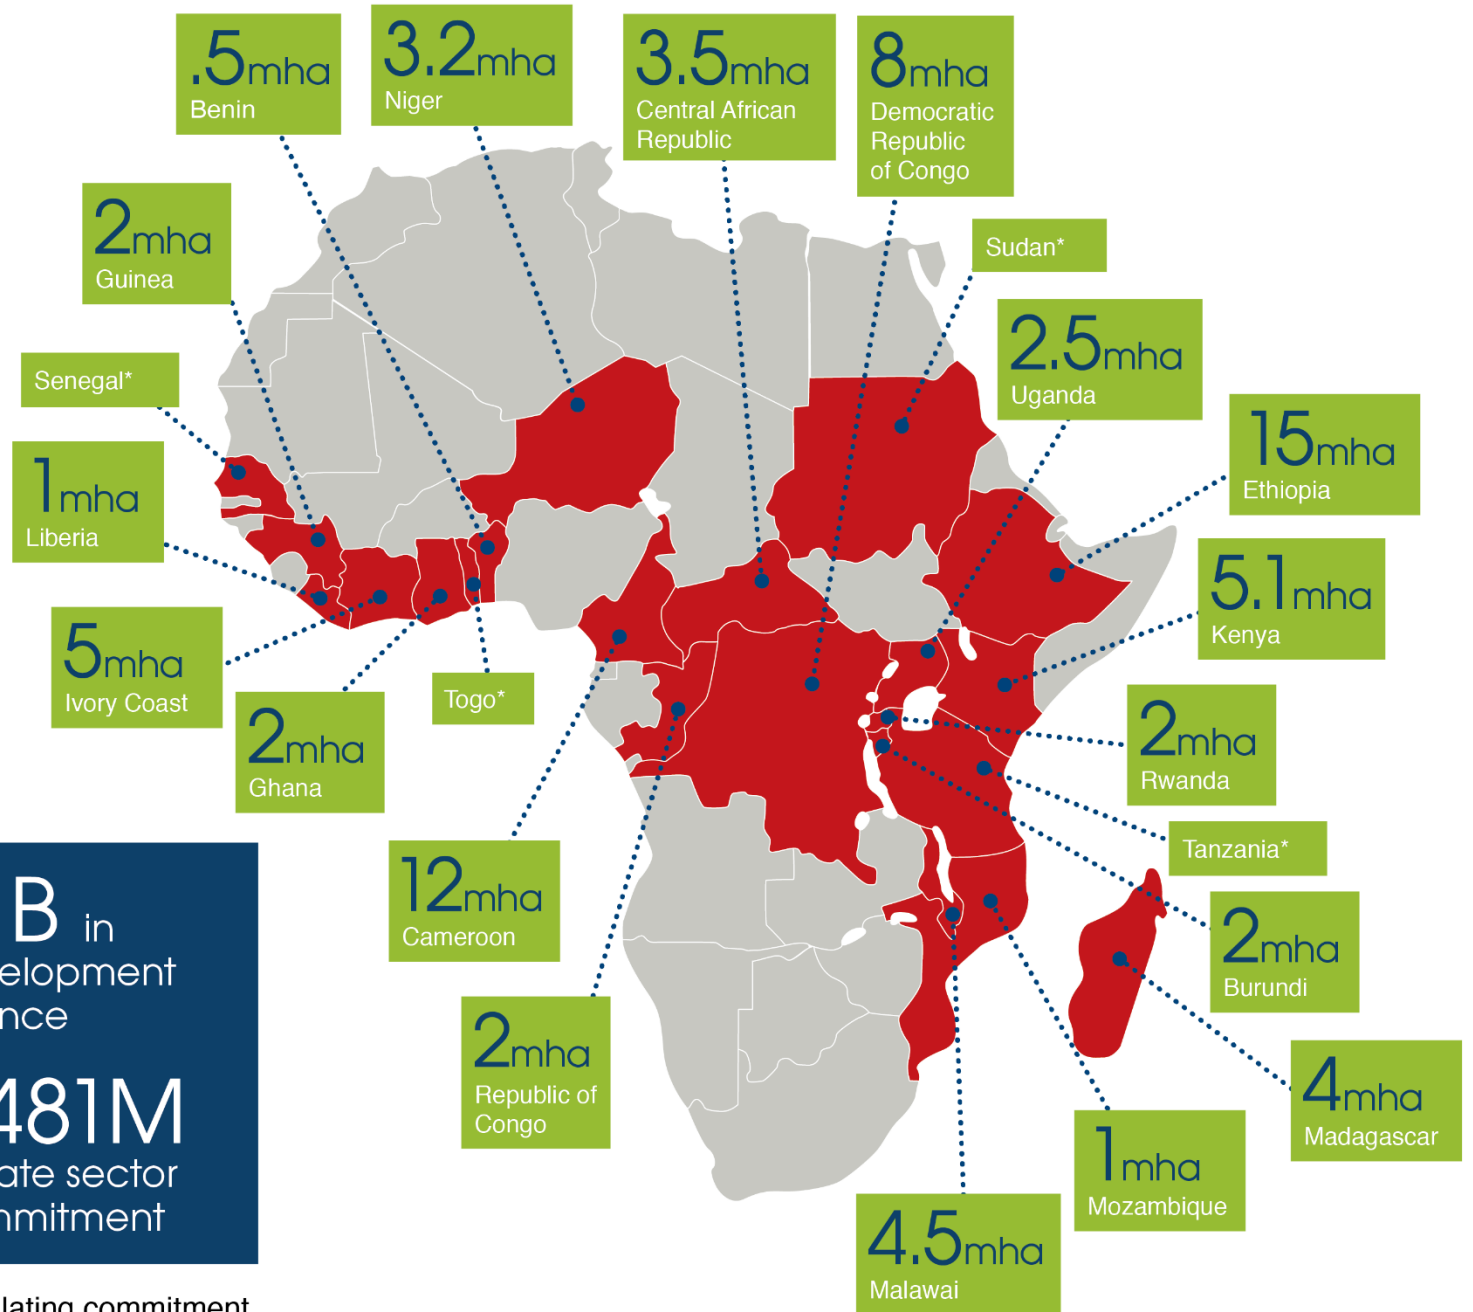 .5mha
Benin
3.2mha
Niger
3.5mha
Central African
Republic
8mha
Democratic
Republic
of Congo
2mha
Guinea
Sudan*
2.5mha
Uganda
Senegal*
15mha
Ethiopia
1mha
Liberia
5.1mha
Kenya
5mha
Ivory Coast
Togo*
2mha
Ghana
2mha
Rwanda
Tanzania*
12mha
Cameroon
2mha
Burundi
2mha
Republic of
Congo
4mha
Madagascar
1mha
Mozambique
4.5mha
Malawai
B in
elopment
nce
481M
ate sector
mitment
lating commitment